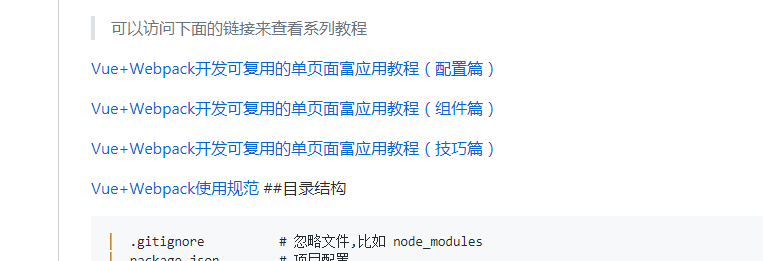 可以访问下面的链接来查看系列教程
Vue+Webpack开发可复用的单页面富应用教程（配置篇）
Vue+Webpack开发可复用的单页面富应用教程（组件篇）
Vue+Webpack开发可复用的单页面富应用教程（技巧篇）
Vue+Webpack使用规范 ##目录结构
│  .gitignore          # 忽略文件,比如 node_modules
│  package.json        # 项目配置